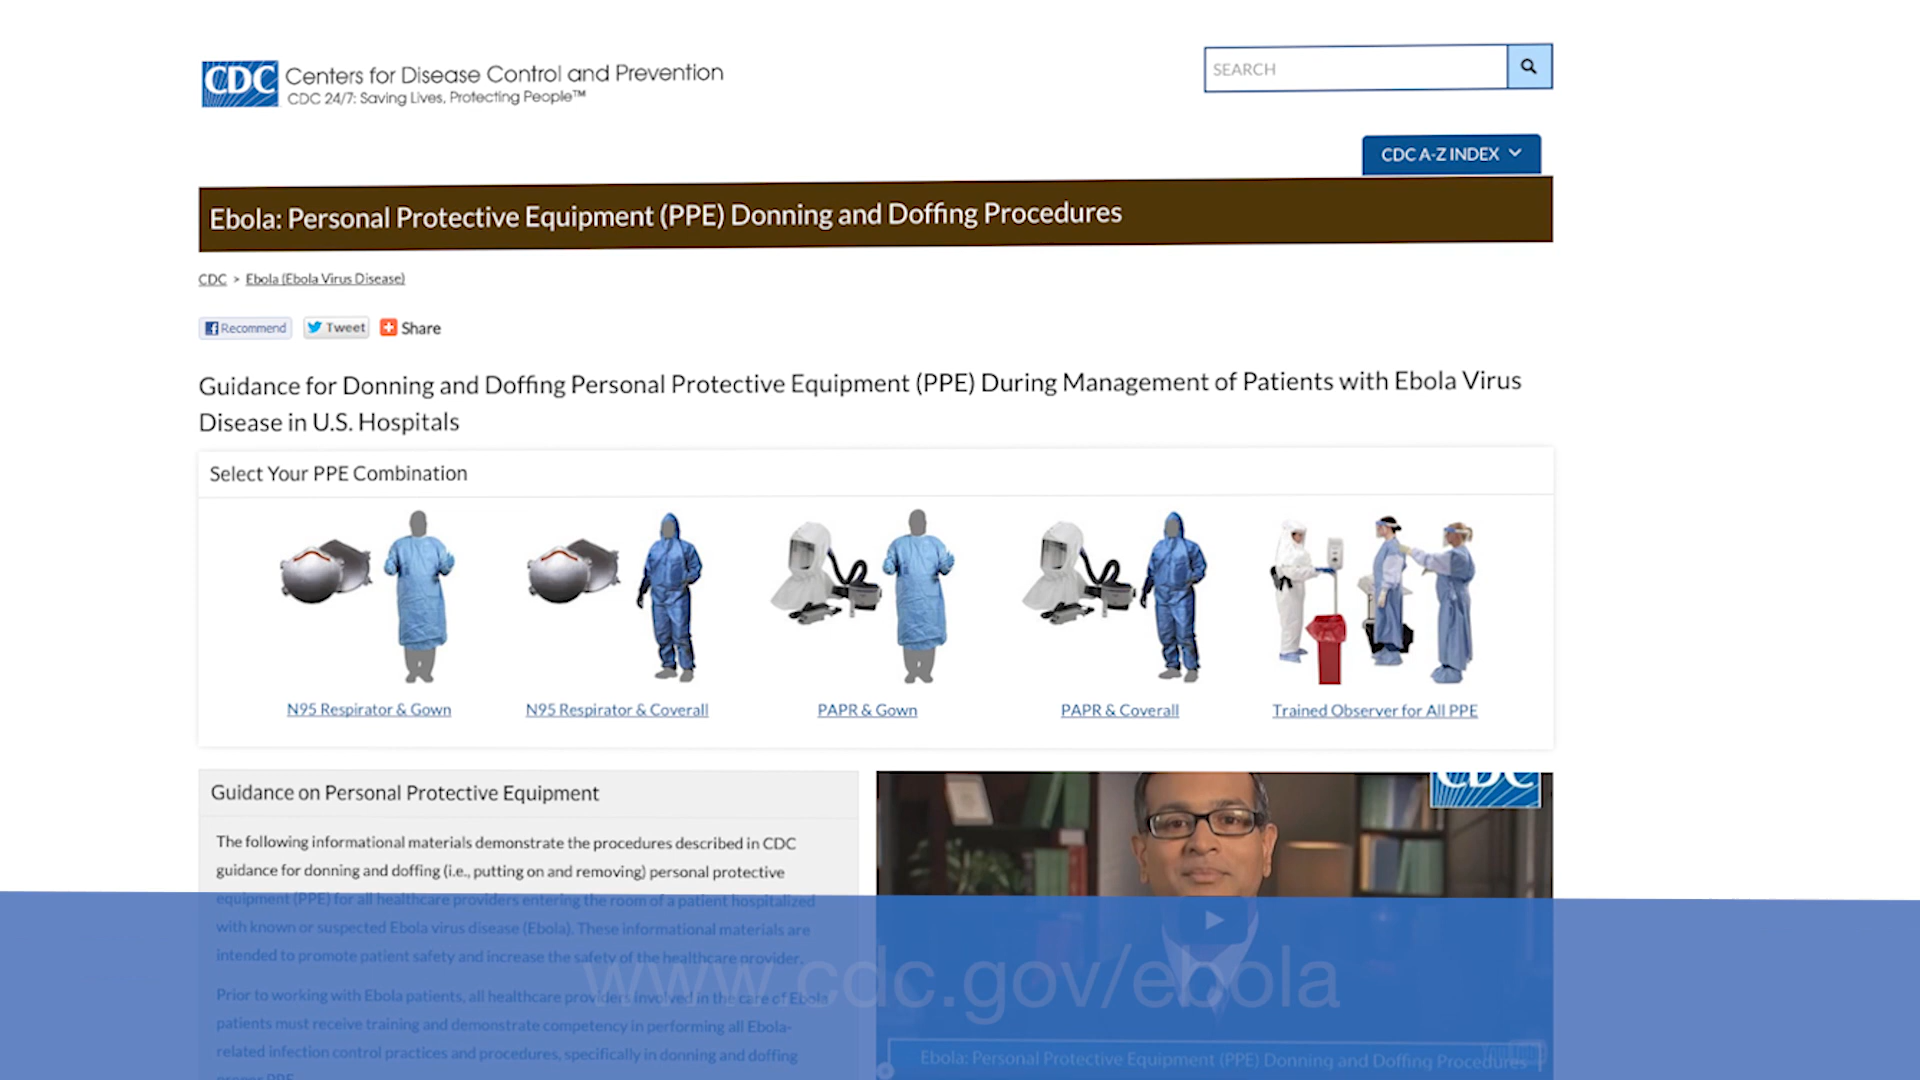 CDC Centers for Disease Control and Prevention
CDC 24/7: Saving Lives, Protecting People™
SEARCH
CDC A-Z INDEX
Ebola: Personal Protective Equipment (PPE) Donning and Doffing Procedures
CDC > Ebola (Ebola Virus Disease)
Recommend Tweet Share
Guidance for Donning and Doffing Personal Protective Equipment (PPE) During Management of Patients with Ebola Virus
Disease in U.S. Hospitals
Select Your PPE Combination
N95 Respirator & Gown
N95 Respirator & Coverall
PAPR & Gown
PAPR & Coverall
Trained Observer for All PPE
Guidance on Personal Protective Equipment
The following informational materials demonstrate the procedures described in CDC
guidance for donning and doffing (i.e., putting on and removing) personal protective
equipment (PPE) for all healthcare providers entering the room of a patient hospitalized
with known or suspected Ebola virus disease (Ebola). These informational materials are
intended to promote patient safety and increase the safety of the healthcare provider.
Prior to working with Ebola patients, all healthcare providers involved in the care of Ebola
patients must receive training and demonstrate competency in performing all Ebola-
related infection control practices and procedures, specifically in donning and doffing
proper PPE.
CDC
Ebola: Personal Protective Equipment (PPE) Donning and Doffing Procedures
www.cdc.gov/ebola